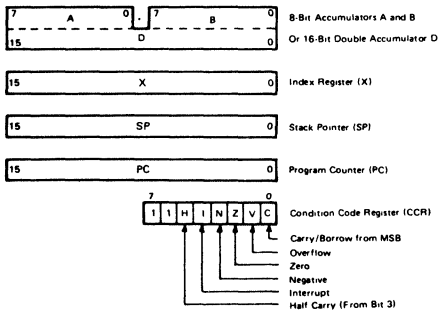 7 A 0 7 B 0 8-Bit Accumulators A and B
15 D 0 Or 16-Bit Double Accumulator D
15 X 0 Index Register (X)
15 SP 0 Stack Pointer (SP)
15 PC 0 Program Counter (PC)
7 0
1 1 H I N Z V C Condition Code Register (CCR)
Carry/Borrow from MSB
Overflow
Zero
Negative
Interrupt
Half Carry (From Bit 3)